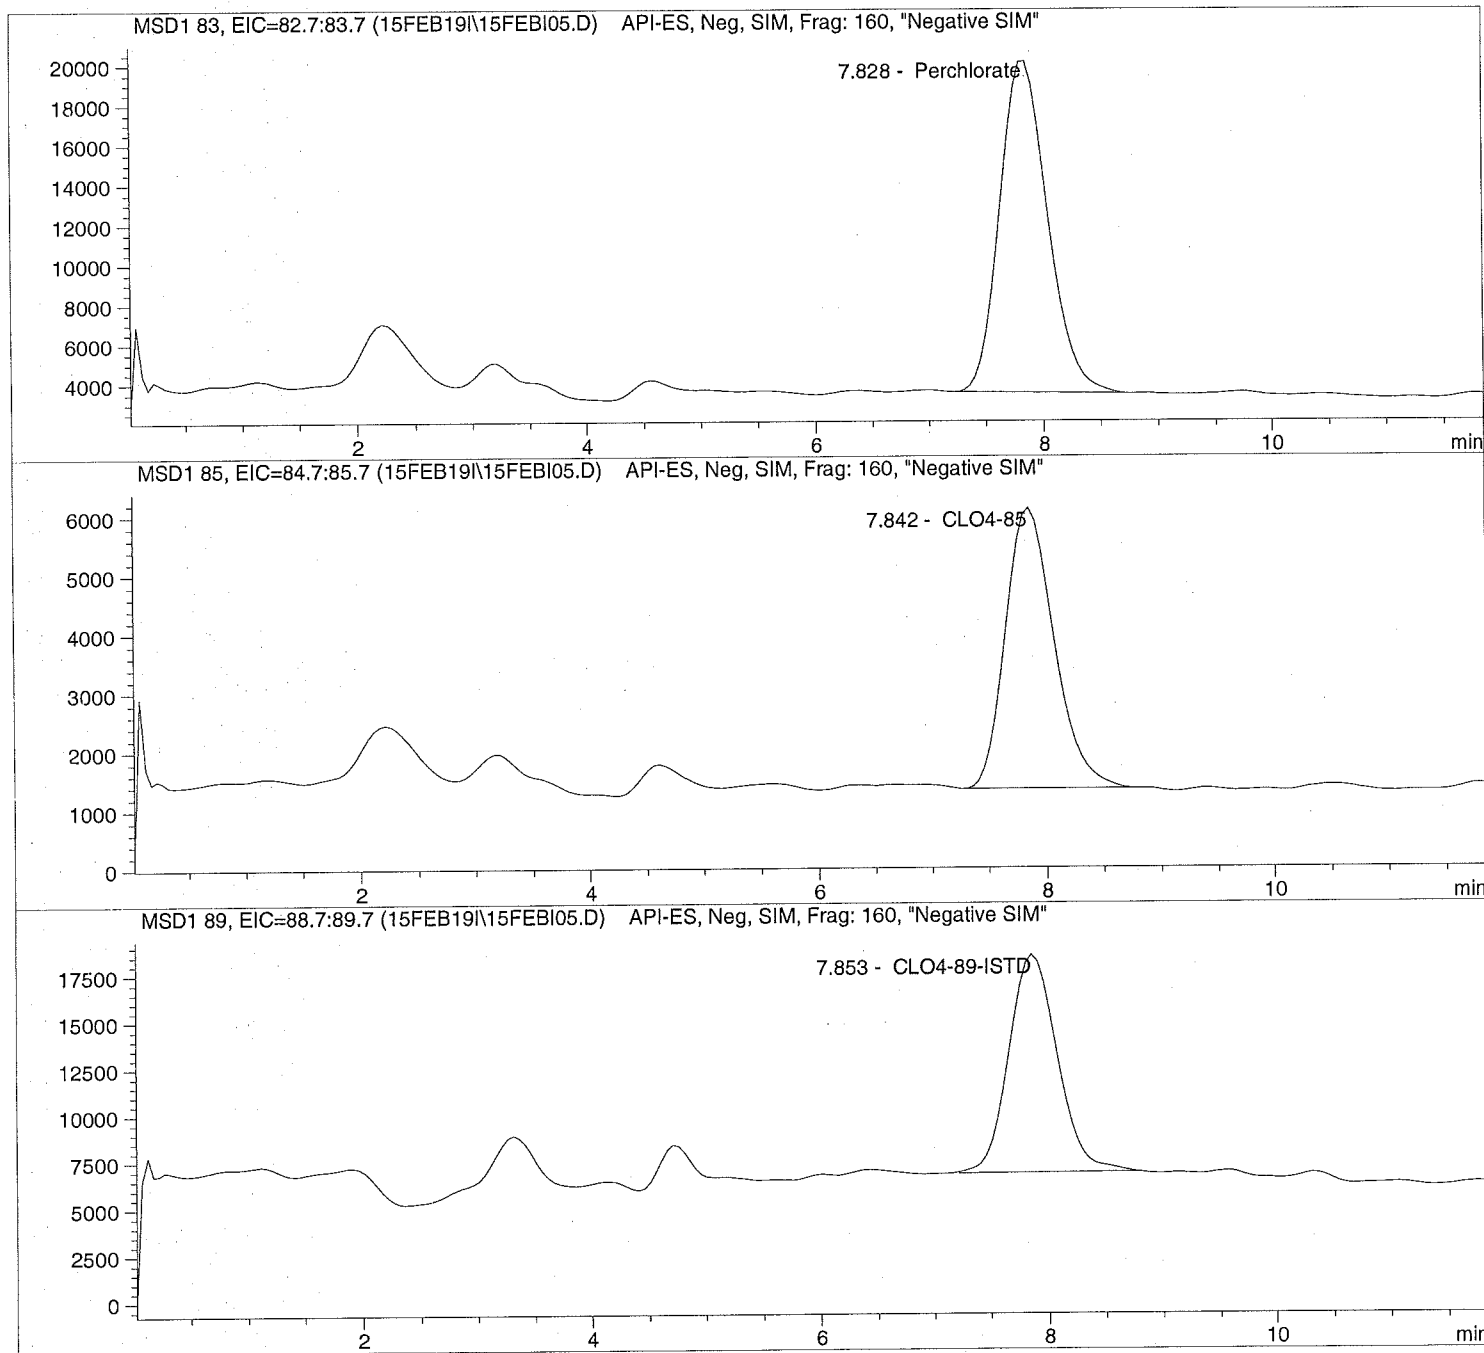 MSD1 83, EIC=82.7:83.7 (15FEB19I\15FEBI05.D) API-ES, Neg, SIM, Frag: 160, "Negative SIM"
7.828 - Perchlorate
20000
18000
16000
14000
12000
10000
8000
6000
4000
2 4 6 8 10 min
MSD1 85, EIC=84.7:85.7 (15FEB19I\15FEBI05.D) API-ES, Neg, SIM, Frag: 160, "Negative SIM"
7.842 - CLO4-85
6000
5000
4000
3000
2000
1000
0
2 4 6 8 10 min
MSD1 89, EIC=88.7:89.7 (15FEB19I\15FEBI05.D) API-ES, Neg, SIM, Frag: 160, "Negative SIM"
7.853 - CLO4-89-ISTD
17500
15000
12500
10000
7500
5000
2500
0
2 4 6 8 10 min